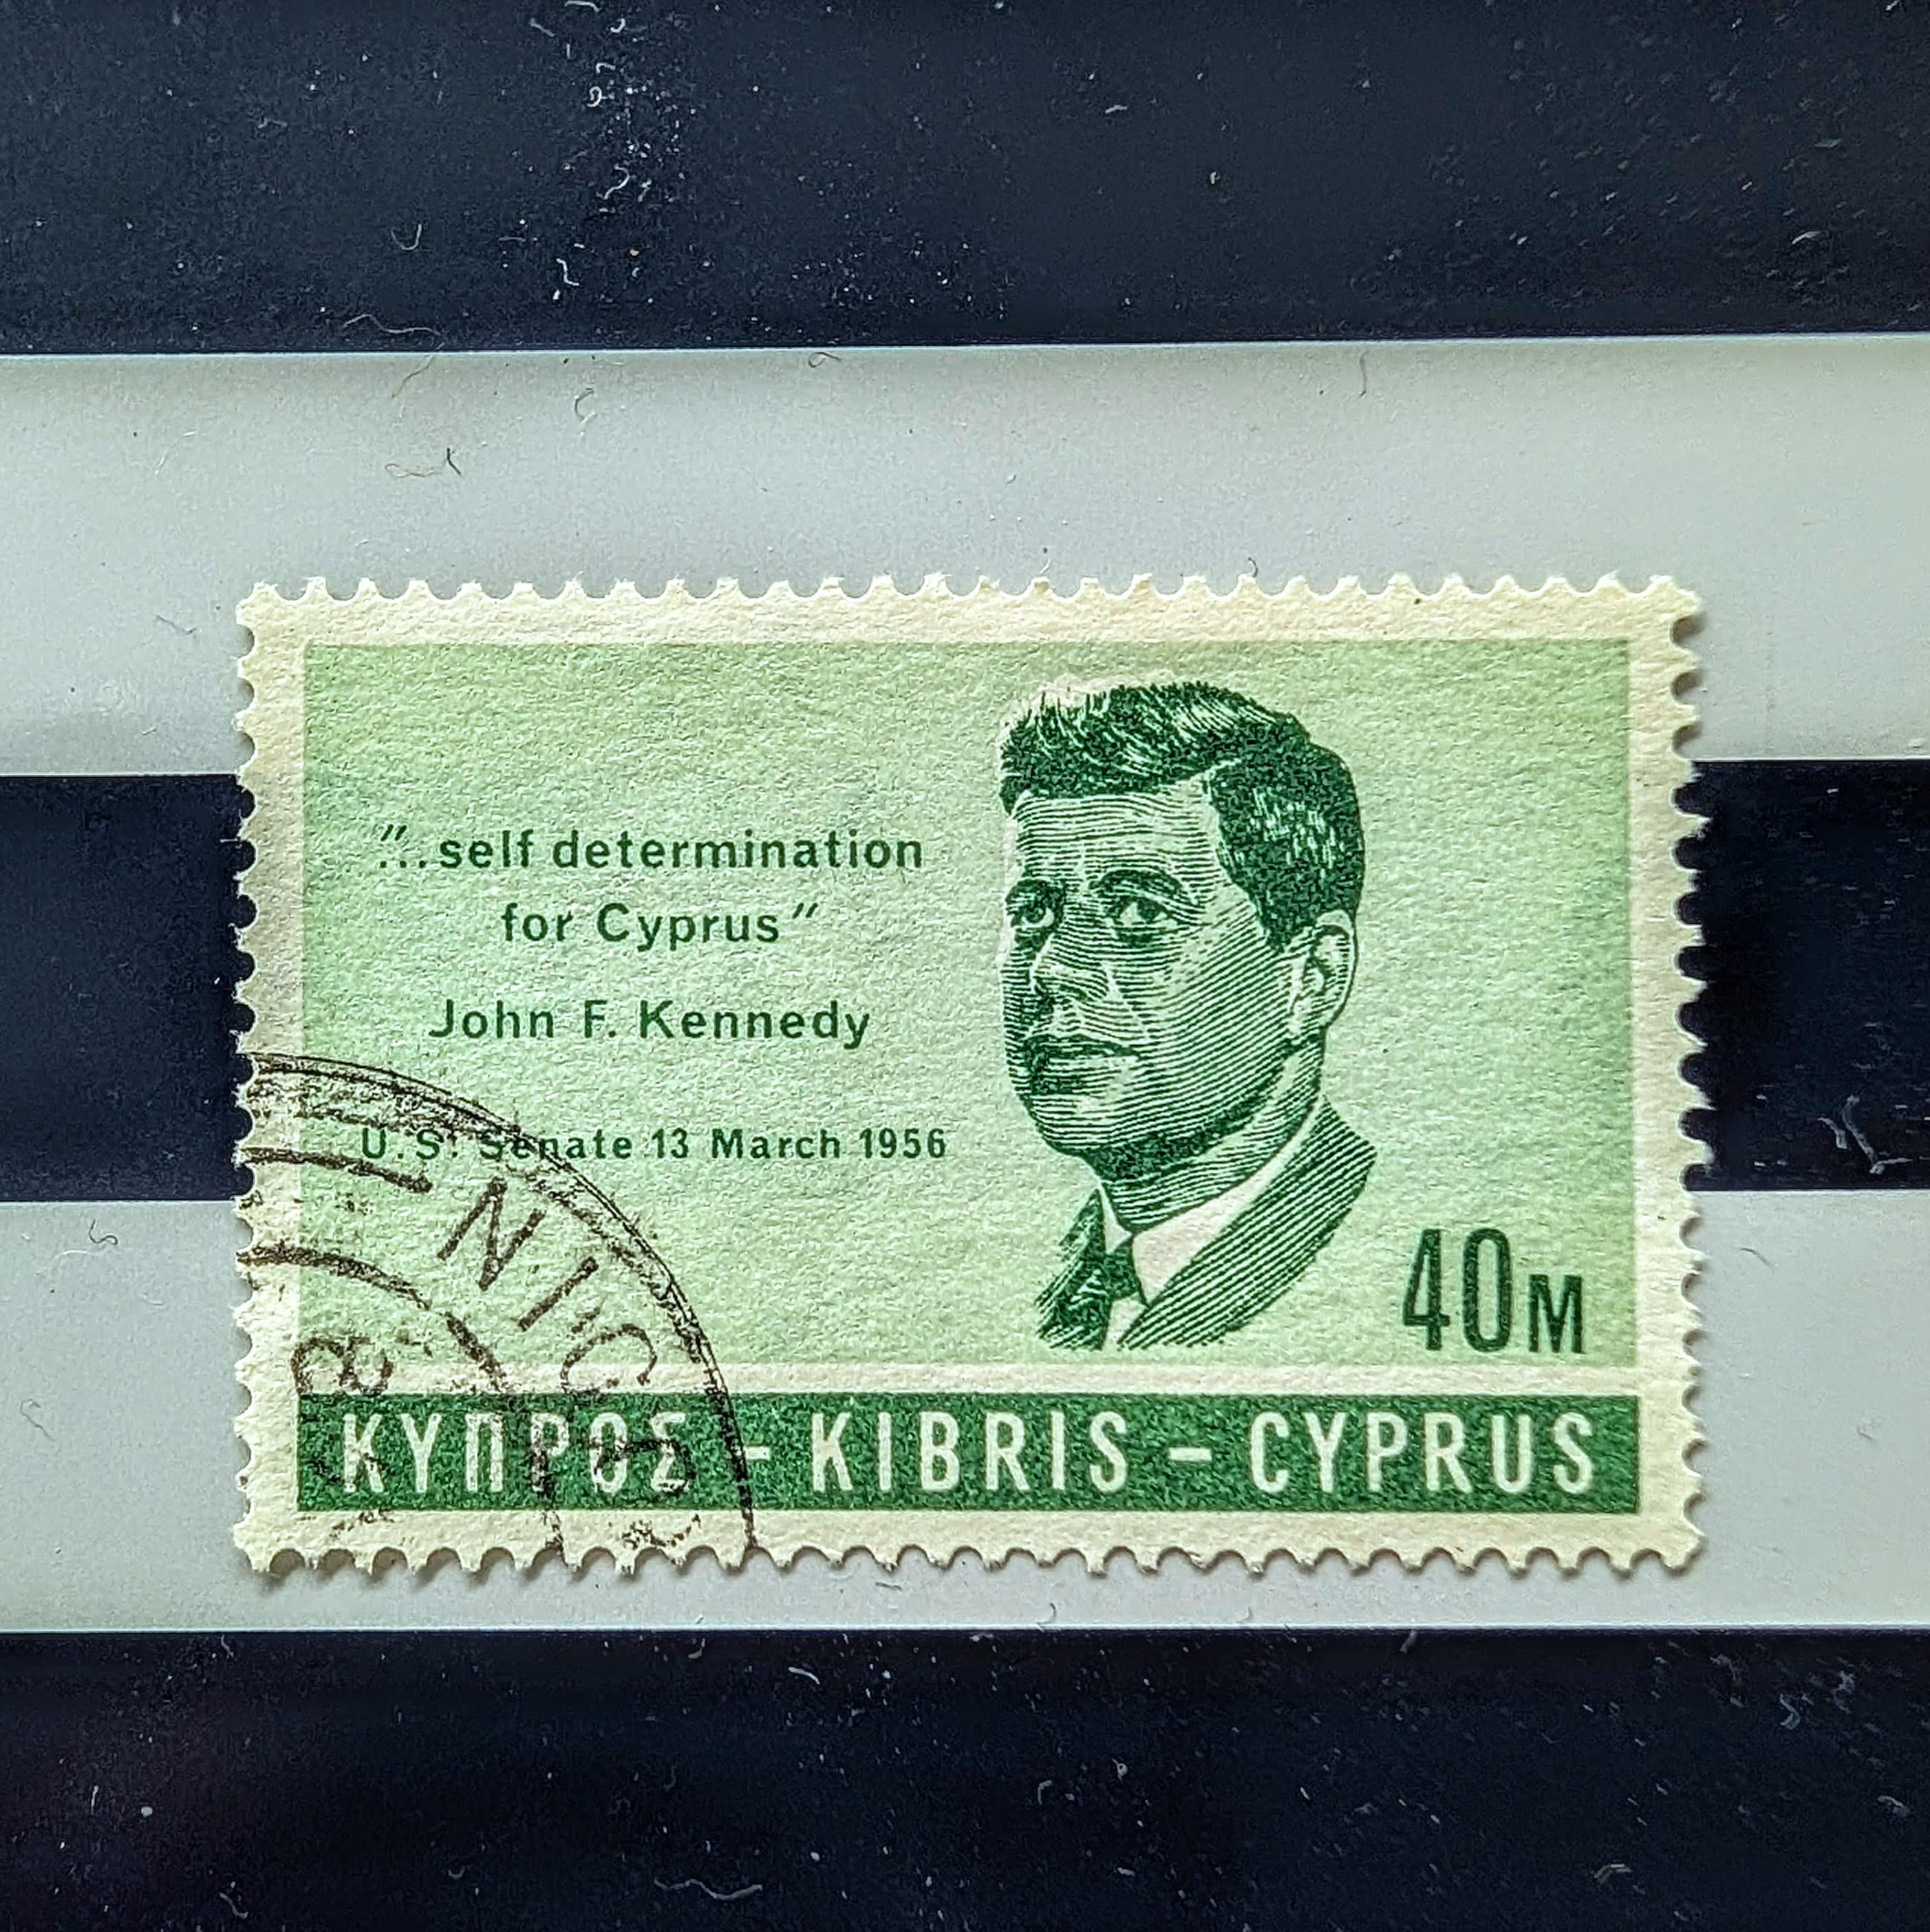 "...self determination
for Cyprus"
John F. Kennedy
U.S. Senate 13 March 1956
40M
ΚΥΠΡΟΣ - KIBRIS - CYPRUS